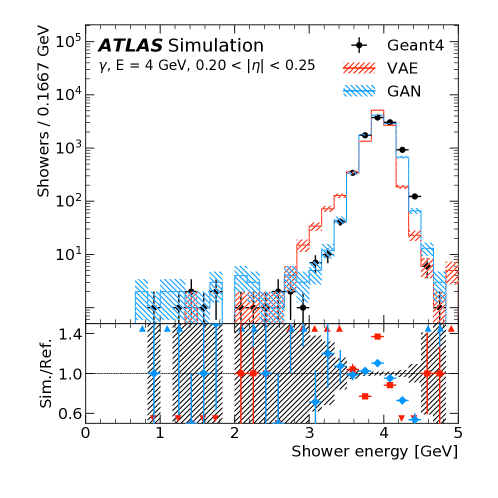 ATLAS Simulation
γ, E = 4 GeV, 0.20 < |η| < 0.25
Geant4
VAE
GAN
Showers / 0.1667 GeV
10⁵
10⁴
10³
10²
10¹
Sim./Ref.
1.4
1.0
0.6
0 1 2 3 4 5
Shower energy [GeV]